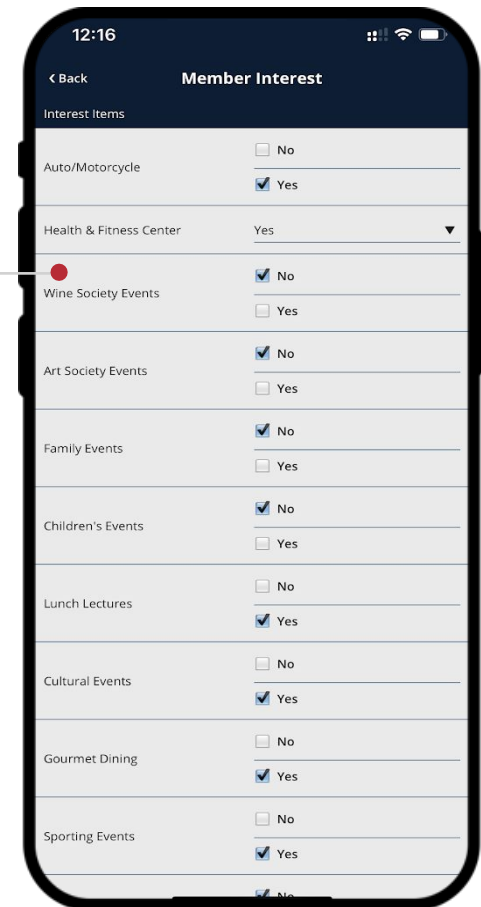 12:16
Back Member Interest
Interest Items
Auto/Motorcycle
No
Yes
Health & Fitness Center Yes
Wine Society Events
No
Yes
Art Society Events
No
Yes
Family Events
No
Yes
Children's Events
No
Yes
Lunch Lectures
No
Yes
Cultural Events
No
Yes
Gourmet Dining
No
Yes
Sporting Events
No
Yes
No